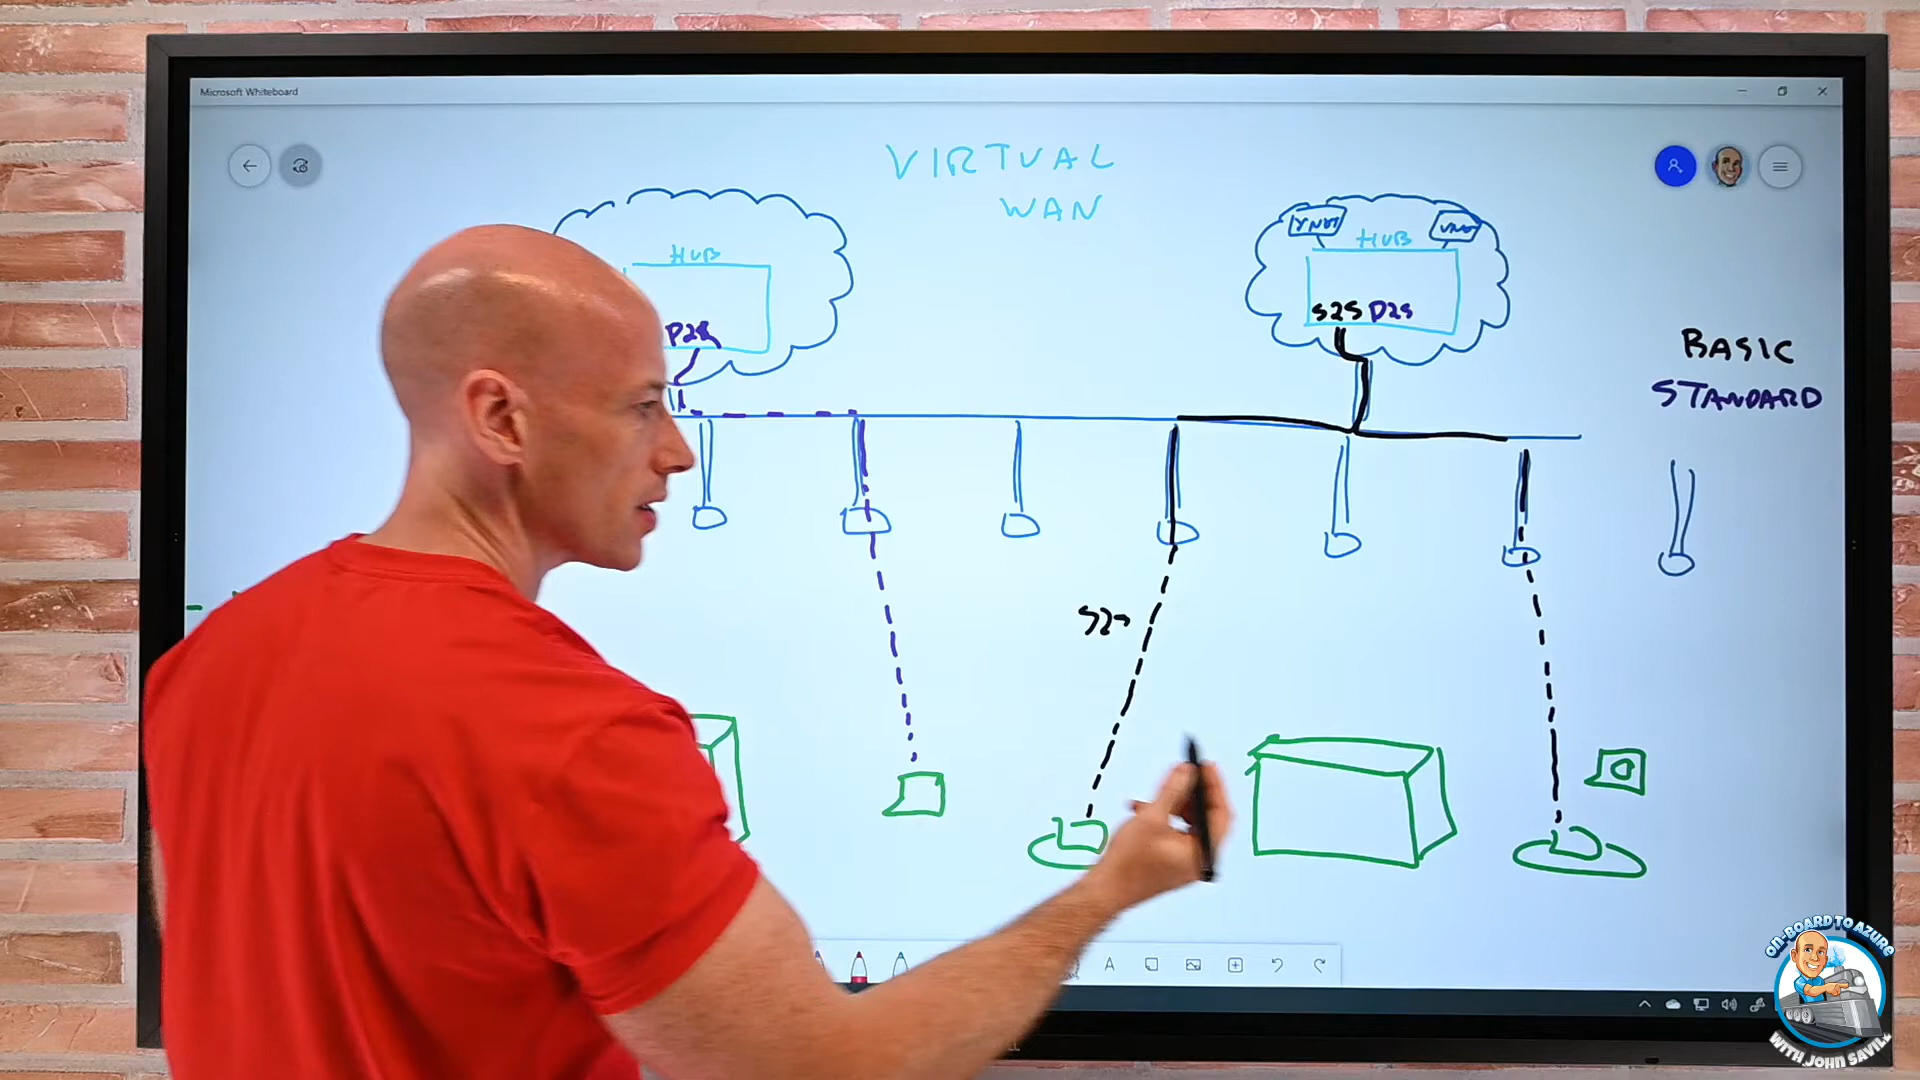 Microsoft Whiteboard
VIRTUAL
WAN
HUB
P2S
VNET
HUB
S2S P2S
BASIC
STANDARD
S2S
A
ON-BOARD TO AZURE
WITH JOHN SAVILL